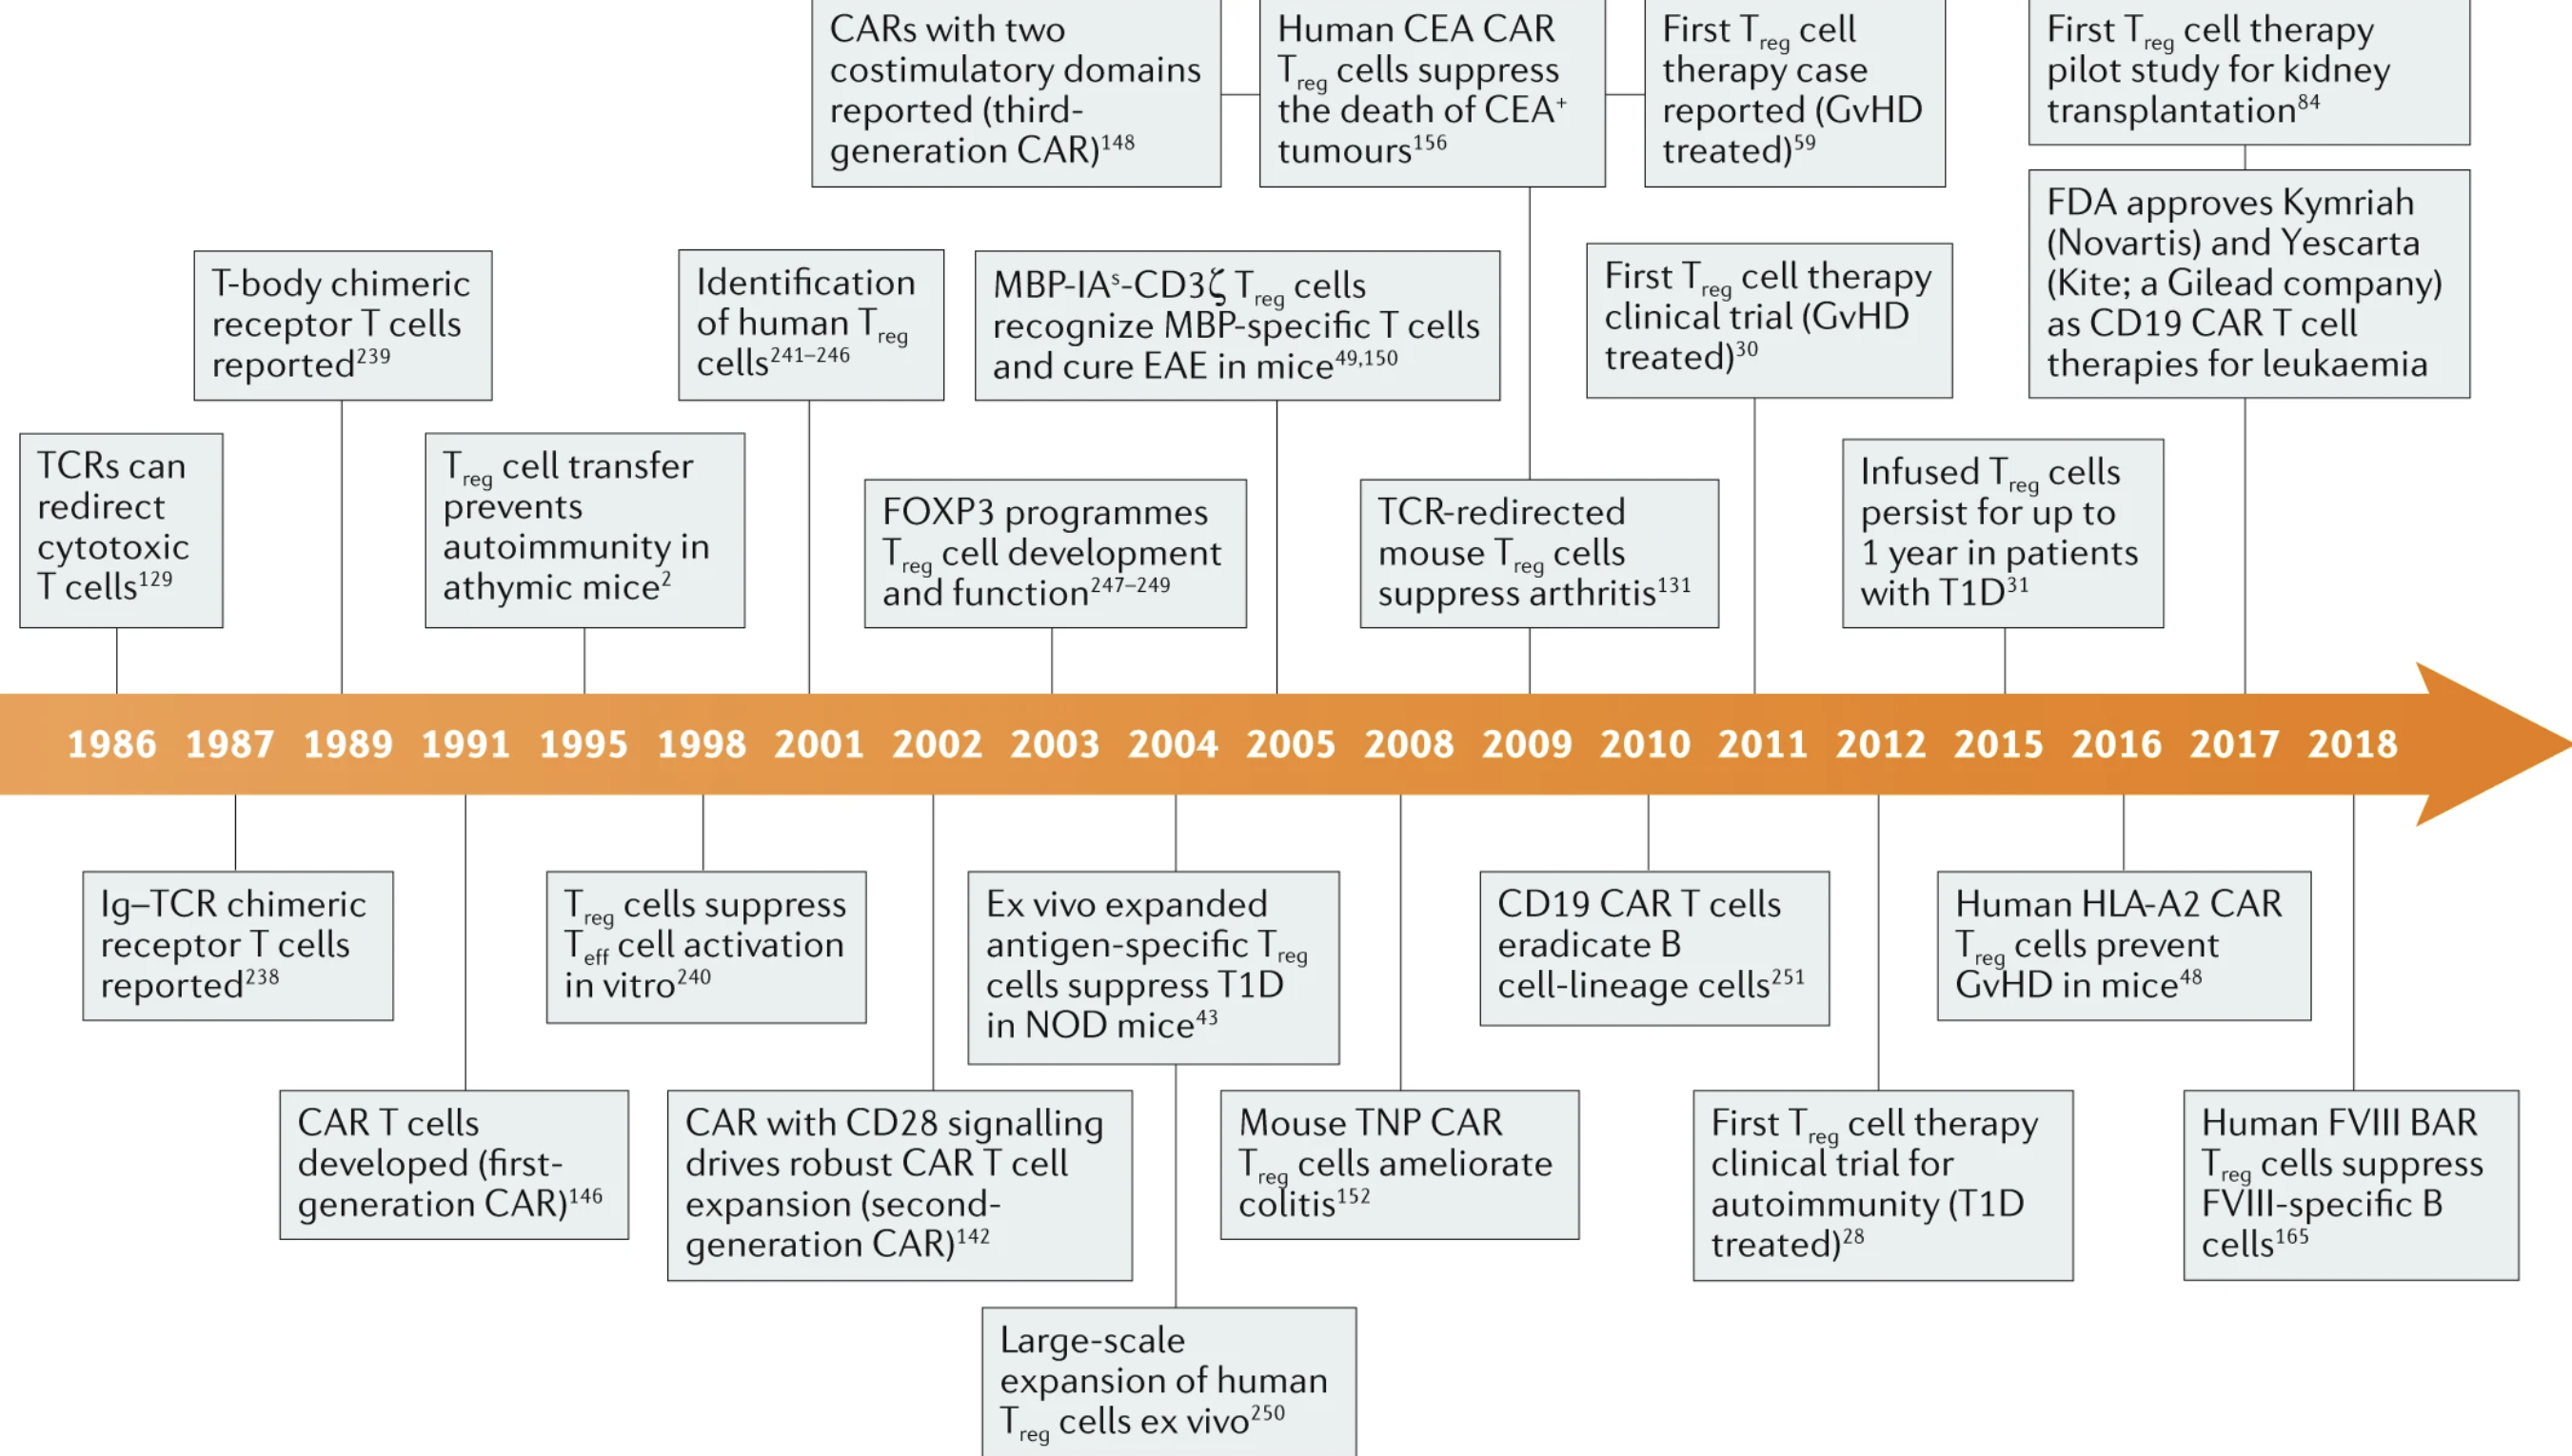 CARs with two
costimulatory domains
reported (third-
generation CAR)148
Human CEA CAR
Treg cells suppress
the death of CEA+
tumours156
First Treg cell
therapy case
reported (GvHD
treated)59
First Treg cell therapy
pilot study for kidney
transplantation84
FDA approves Kymriah
(Novartis) and Yescarta
(Kite; a Gilead company)
as CD19 CAR T cell
therapies for leukaemia
T-body chimeric
receptor T cells
reported239
Identification
of human Treg
cells241–246
MBP-IAs-CD3ζ Treg cells
recognize MBP-specific T cells
and cure EAE in mice49,150
First Treg cell therapy
clinical trial (GvHD
treated)30
TCRs can
redirect
cytotoxic
T cells129
Treg cell transfer
prevents
autoimmunity in
athymic mice2
FOXP3 programmes
Treg cell development
and function247–249
TCR-redirected
mouse Treg cells
suppress arthritis131
Infused Treg cells
persist for up to
1 year in patients
with T1D31
1986 1987 1989 1991 1995 1998 2001 2002 2003 2004 2005 2008 2009 2010 2011 2012 2015 2016 2017 2018
Ig–TCR chimeric
receptor T cells
reported238
Treg cells suppress
Teff cell activation
in vitro240
Ex vivo expanded
antigen-specific Treg
cells suppress T1D
in NOD mice43
CD19 CAR T cells
eradicate B
cell-lineage cells251
Human HLA-A2 CAR
Treg cells prevent
GvHD in mice48
CAR T cells
developed (first-
generation CAR)146
CAR with CD28 signalling
drives robust CAR T cell
expansion (second-
generation CAR)142
Mouse TNP CAR
Treg cells ameliorate
colitis152
First Treg cell therapy
clinical trial for
autoimmunity (T1D
treated)28
Human FVIII BAR
Treg cells suppress
FVIII-specific B
cells165
Large-scale
expansion of human
Treg cells ex vivo250